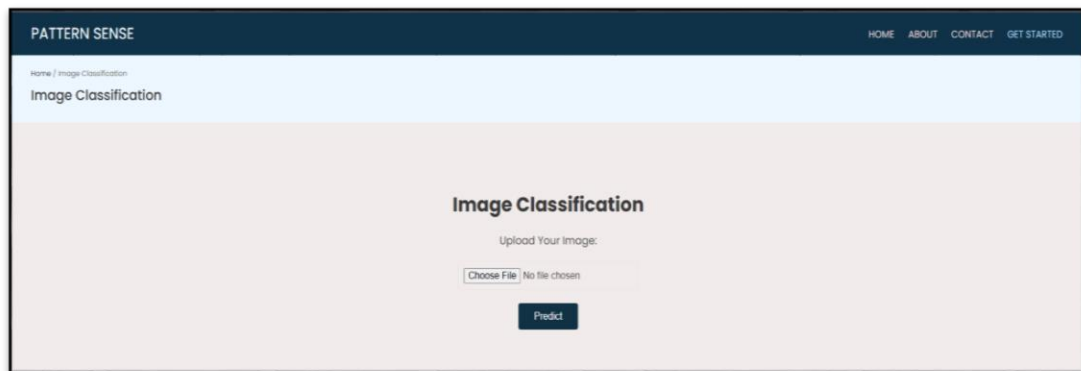 PATTERN SENSE HOME ABOUT CONTACT GET STARTED
Home / Image Classification
Image Classification
Image Classification
Upload Your Image:
Choose File No file chosen
Predict